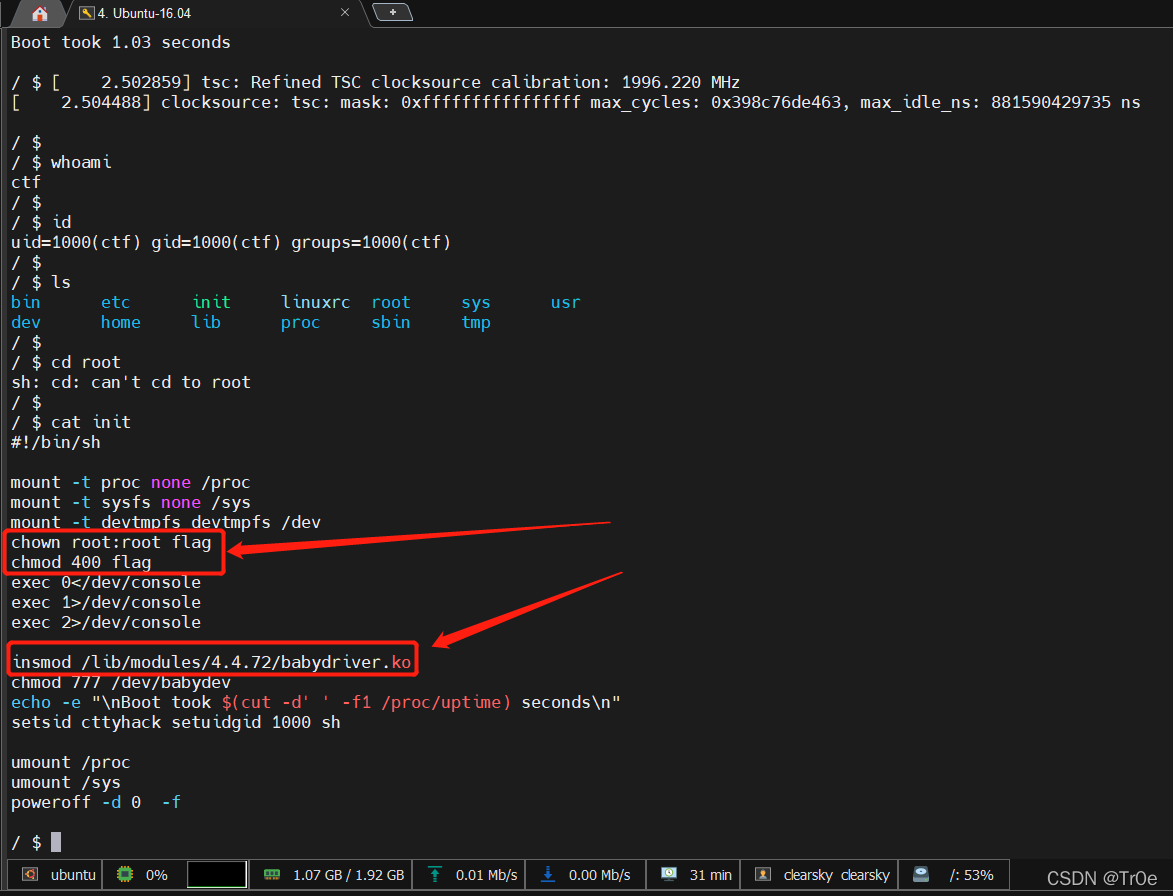 4. Ubuntu-16.04
Boot took 1.03 seconds
/ $ [    2.502859] tsc: Refined TSC clocksource calibration: 1996.220 MHz
[    2.504488] clocksource: tsc: mask: 0xffffffffffffffff max_cycles: 0x398c76de463, max_idle_ns: 881590429735 ns
/ $
/ $ whoami
ctf
/ $
/ $ id
uid=1000(ctf) gid=1000(ctf) groups=1000(ctf)
/ $
/ $ ls
bin      etc      init     linuxrc  root     sys      usr
dev      home     lib      proc     sbin     tmp
/ $
/ $ cd root
sh: cd: can't cd to root
/ $
/ $ cat init
#!/bin/sh
mount -t proc none /proc
mount -t sysfs none /sys
mount -t devtmpfs devtmpfs /dev
chown root:root flag
chmod 400 flag
exec 0</dev/console
exec 1>/dev/console
exec 2>/dev/console
insmod /lib/modules/4.4.72/babydriver.ko
chmod 777 /dev/babydev
echo -e "\nBoot took $(cut -d' ' -f1 /proc/uptime) seconds\n"
setsid cttyhack setuidgid 1000 sh
umount /proc
umount /sys
poweroff -d 0  -f
/ $
ubuntu 0% 1.07 GB / 1.92 GB 0.01 Mb/s 0.00 Mb/s 31 min clearsky clearsky /: 53%
CSDN @Tr0e